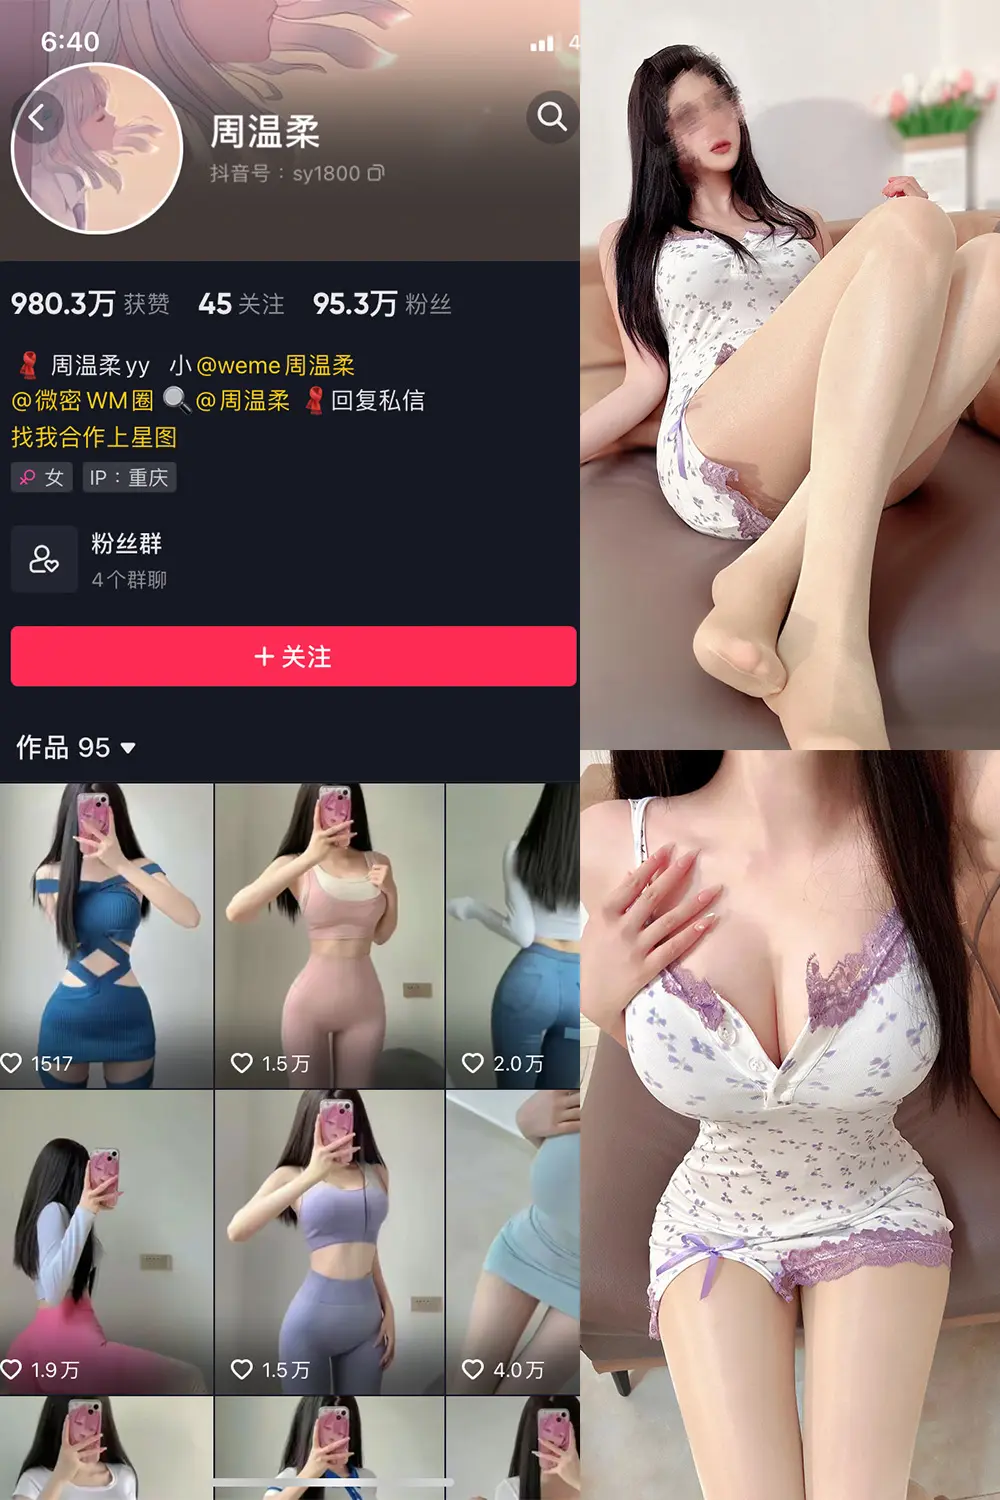 6:40
4
周温柔
抖音号：sy1800
980.3万 获赞 45 关注 95.3万 粉丝
周温柔yy 小@weme周温柔
@微密WM圈 @周温柔 回复私信
找我合作上星图
女 IP：重庆
粉丝群
4个群聊
+ 关注
作品 95
1517
1.5万
2.0万
1.9万
1.5万
4.0万